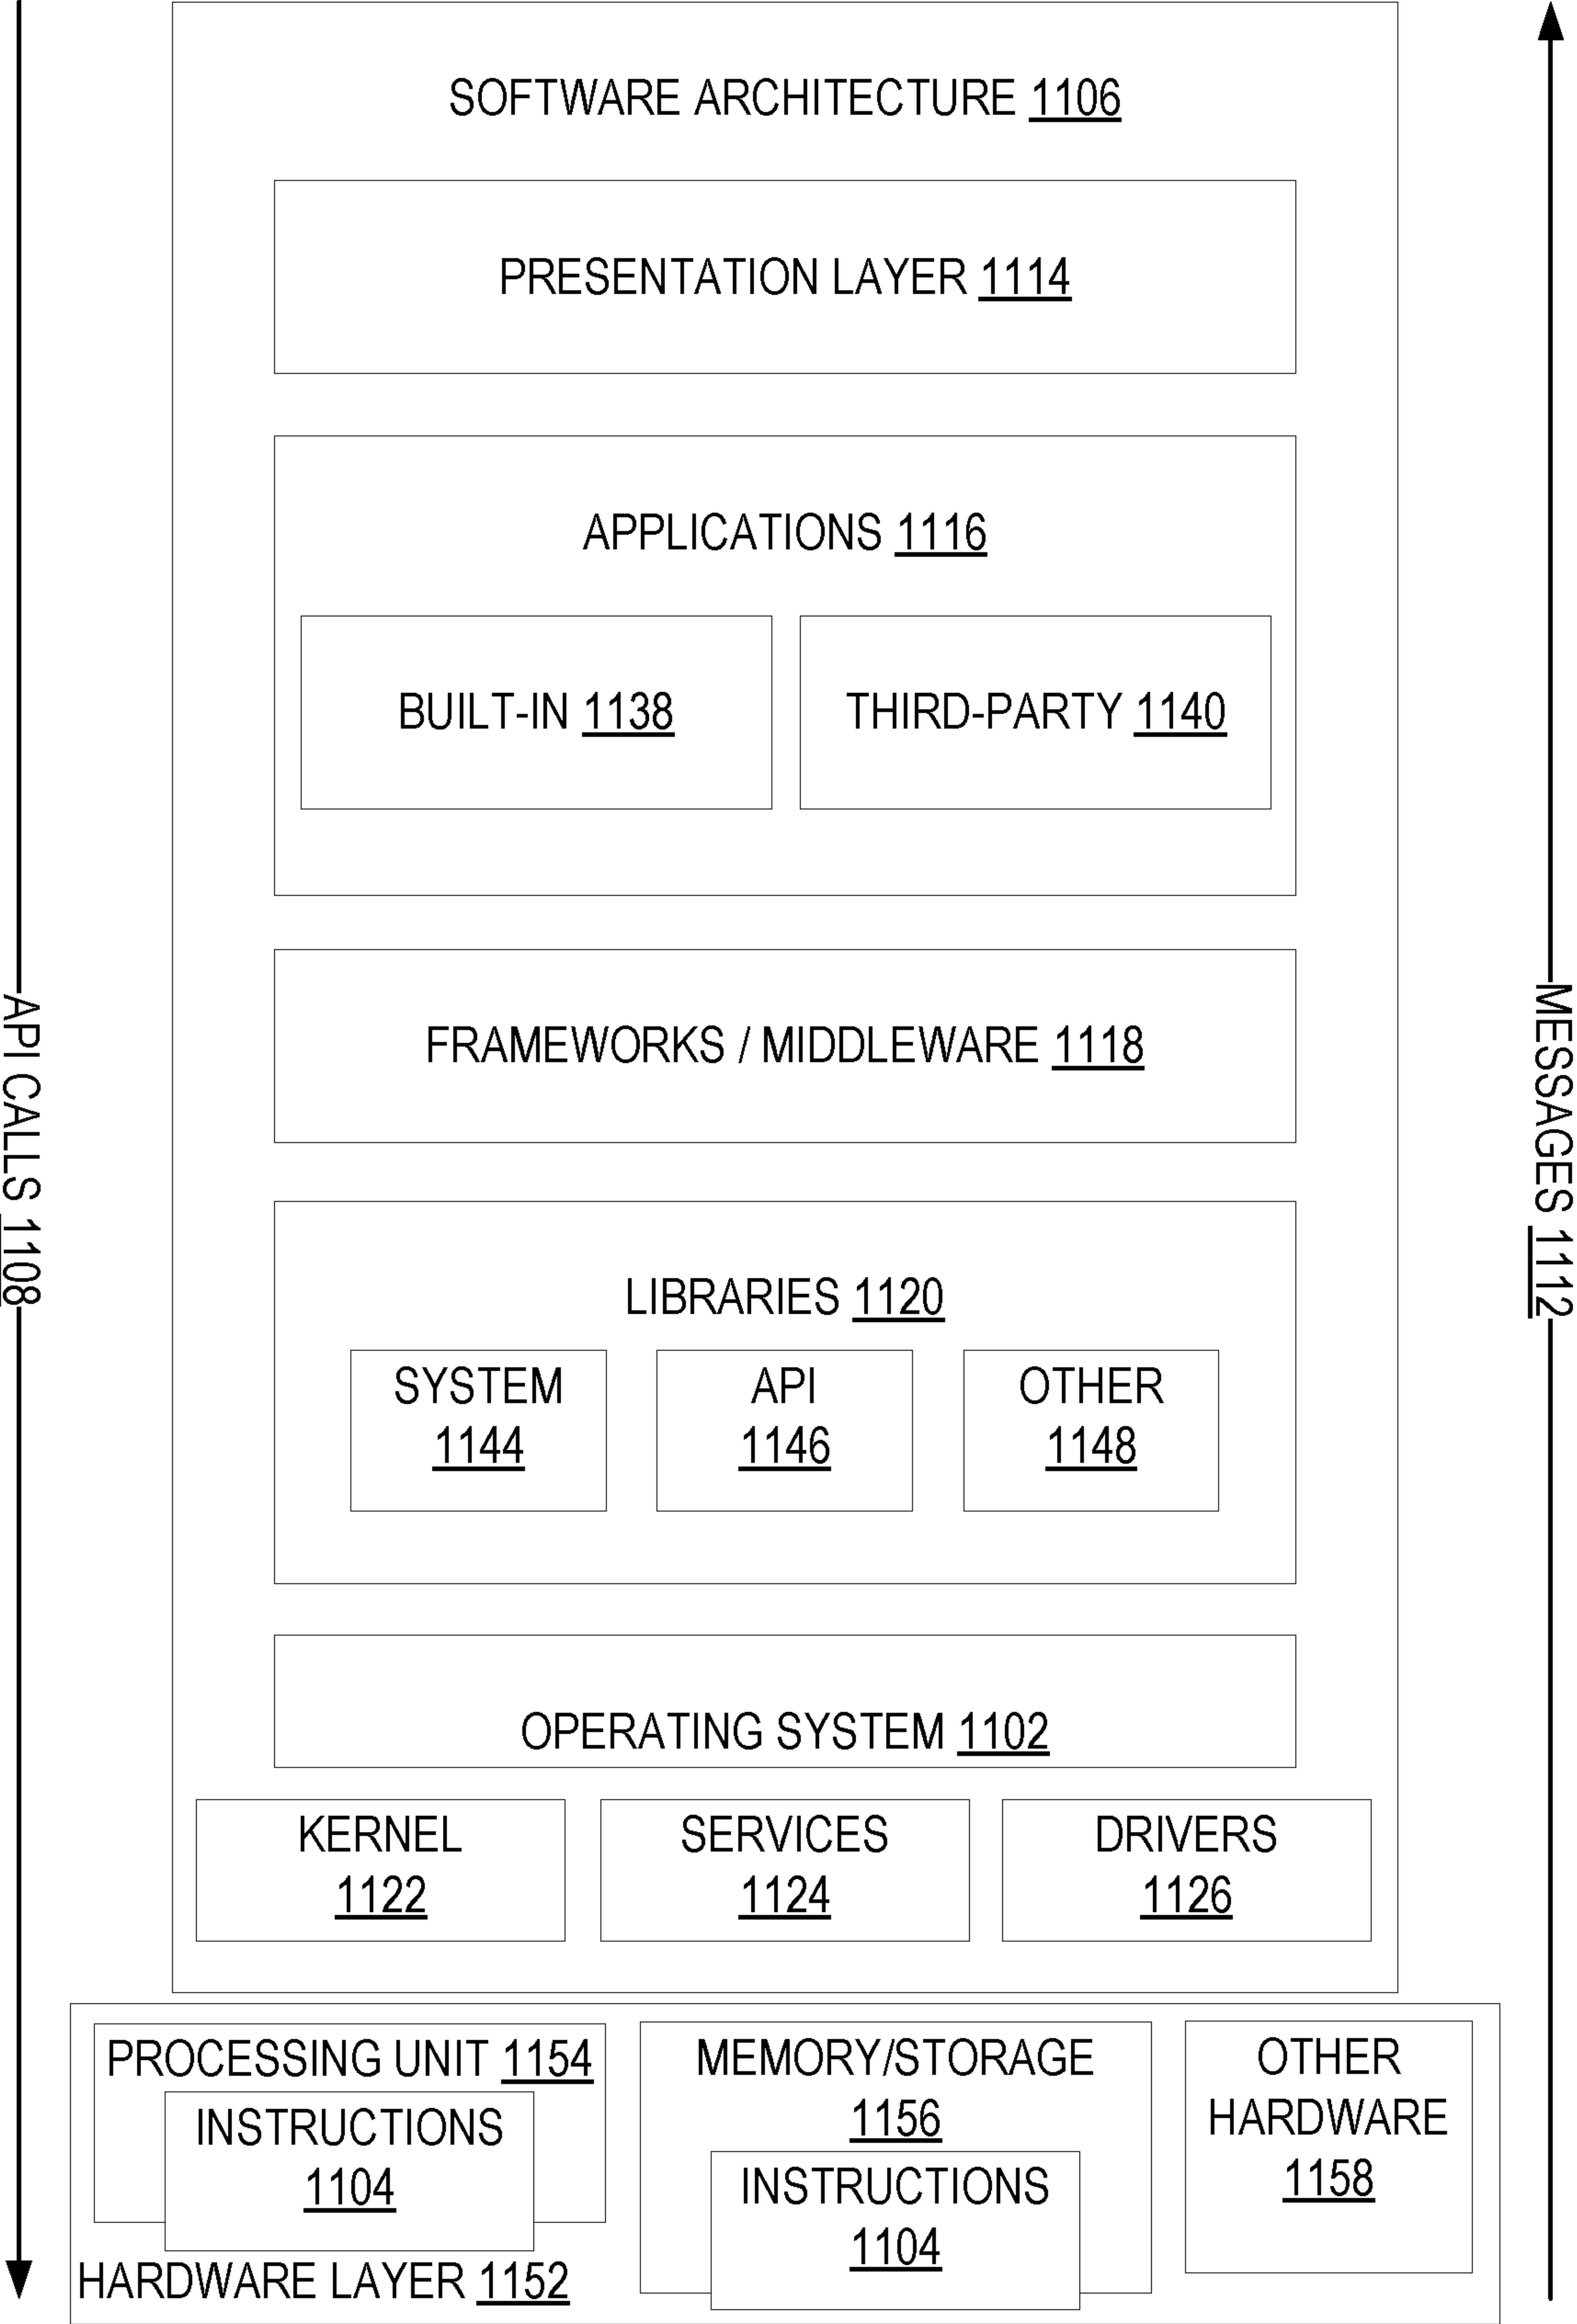 SOFTWARE ARCHITECTURE 1106
PRESENTATION LAYER 1114
APPLICATIONS 1116
BUILT-IN 1138
THIRD-PARTY 1140
FRAMEWORKS / MIDDLEWARE 1118
API CALLS 1108
MESSAGES 1112
LIBRARIES 1120
SYSTEM
1144
API
1146
OTHER
1148
OPERATING SYSTEM 1102
KERNEL
1122
SERVICES
1124
DRIVERS
1126
PROCESSING UNIT 1154
INSTRUCTIONS
1104
MEMORY/STORAGE
1156
INSTRUCTIONS
1104
OTHER
HARDWARE
1158
HARDWARE LAYER 1152